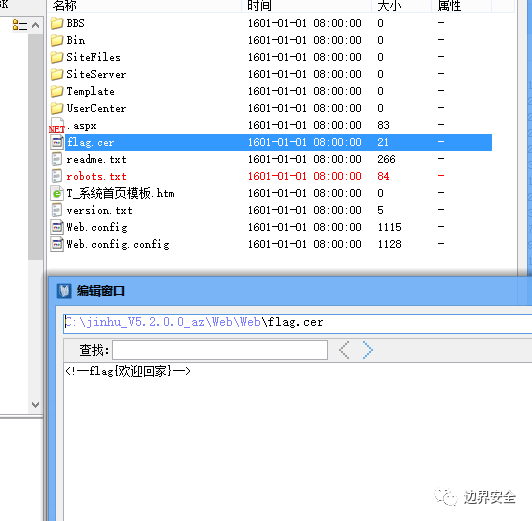 K
名称 时间 大小 属性
BBS 1601-01-01 08:00:00 0 -
Bin 1601-01-01 08:00:00 0 -
SiteFiles 1601-01-01 08:00:00 0 -
SiteServer 1601-01-01 08:00:00 0 -
Template 1601-01-01 08:00:00 0 -
UserCenter 1601-01-01 08:00:00 0 -
NET .aspx 1601-01-01 08:00:00 83 -
flag.cer 1601-01-01 08:00:00 21 -
readme.txt 1601-01-01 08:00:00 266 -
robots.txt 1601-01-01 08:00:00 84 -
T_系统首页模板.htm 1601-01-01 08:00:00 0 -
version.txt 1601-01-01 08:00:00 5 -
Web.config 1601-01-01 08:00:00 1115 -
Web.config.config 1601-01-01 08:00:00 1128 -
编辑窗口
C:\jinhu_V5.2.0.0_az\Web\Web\flag.cer
查找:
<!--flag{欢迎回家}-->
边界安全